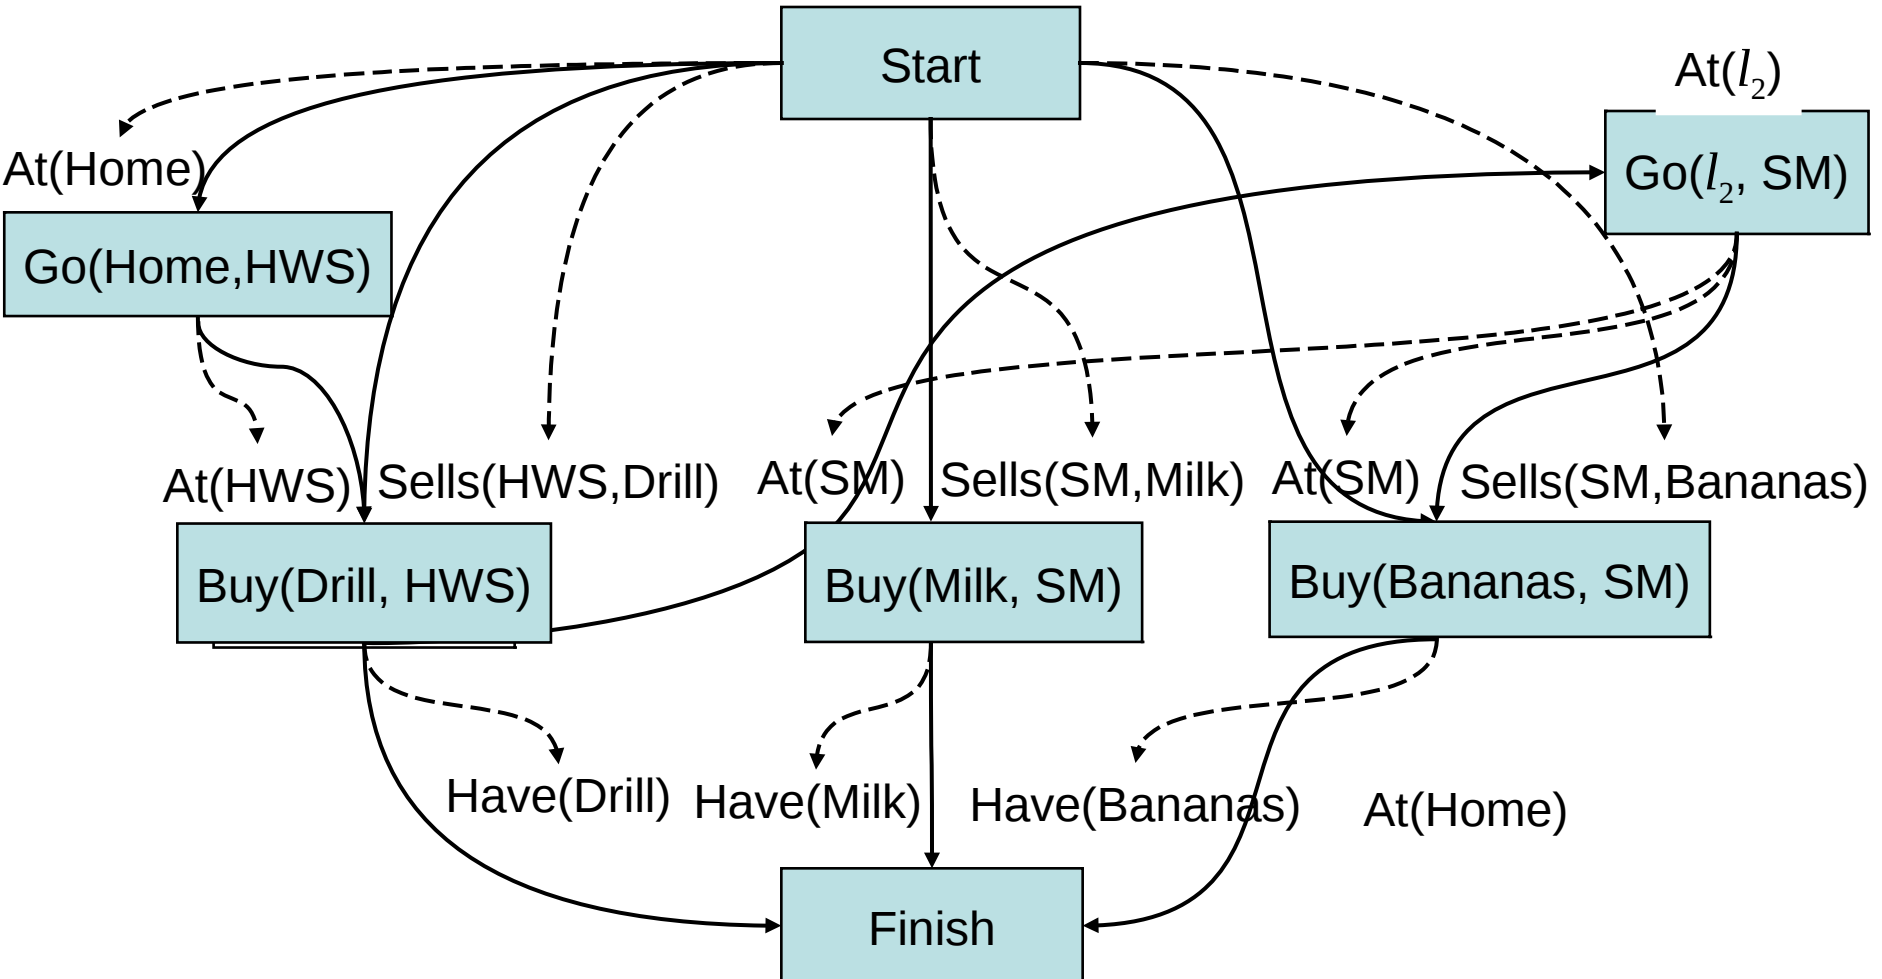 Start
At(l₂)
At(Home)
Go(l₂, SM)
Go(Home,HWS)
At(HWS)
Sells(HWS,Drill)
At(SM)
Sells(SM,Milk)
At(SM)
Sells(SM,Bananas)
Buy(Drill, HWS)
Buy(Milk, SM)
Buy(Bananas, SM)
Have(Drill)
Have(Milk)
Have(Bananas)
At(Home)
Finish